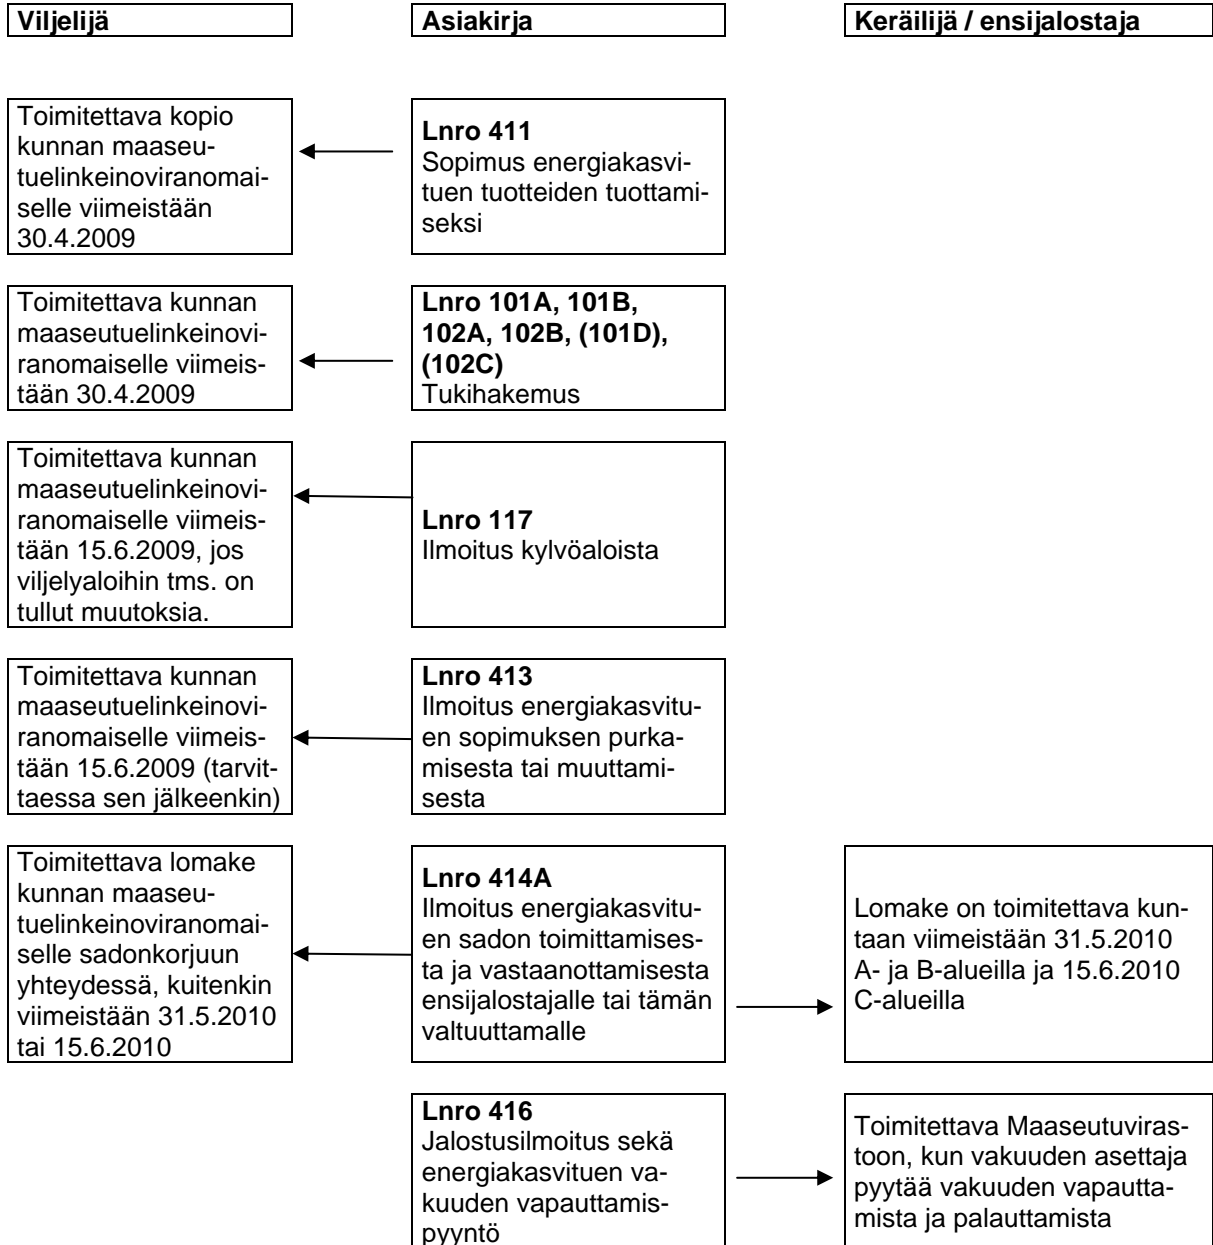 Viljelijä
Asiakirja
Keräilijä / ensijalostaja
Toimitettava kopio
kunnan maaseu-
tuelinkeinoviranomai-
selle viimeistään
30.4.2009
Lnro 411
Sopimus energiakasvi-
tuen tuotteiden tuottami-
seksi
Toimitettava kunnan
maaseutuelinkeinovi-
ranomaiselle viimeis-
tään 30.4.2009
Lnro 101A, 101B,
102A, 102B, (101D),
(102C)
Tukihakemus
Toimitettava kunnan
maaseutuelinkeinovi-
ranomaiselle viimeis-
tään 15.6.2009, jos
viljelyaloihin tms. on
tullut muutoksia.
Lnro 117
Ilmoitus kylvöaloista
Toimitettava kunnan
maaseutuelinkeinovi-
ranomaiselle viimeis-
tään 15.6.2009 (tarvit-
taessa sen jälkeenkin)
Lnro 413
Ilmoitus energiakasvitu-
en sopimuksen purka-
misesta tai muuttami-
sesta
Toimitettava lomake
kunnan maaseu-
tuelinkeinoviranomai-
selle sadonkorjuun
yhteydessä, kuitenkin
viimeistään 31.5.2010
tai 15.6.2010
Lnro 414A
Ilmoitus energiakasvitu-
en sadon toimittamises-
ta ja vastaanottamisesta
ensijalostajalle tai tämän
valtuuttamalle
Lomake on toimitettava kun-
taan viimeistään 31.5.2010
A- ja B-alueilla ja 15.6.2010
C-alueilla
Lnro 416
Jalostusilmoitus sekä
energiakasvituen va-
kuuden vapauttamis-
pyyntö
Toimitettava Maaseutuviras-
toon, kun vakuuden asettaja
pyytää vakuuden vapautta-
mista ja palauttamista